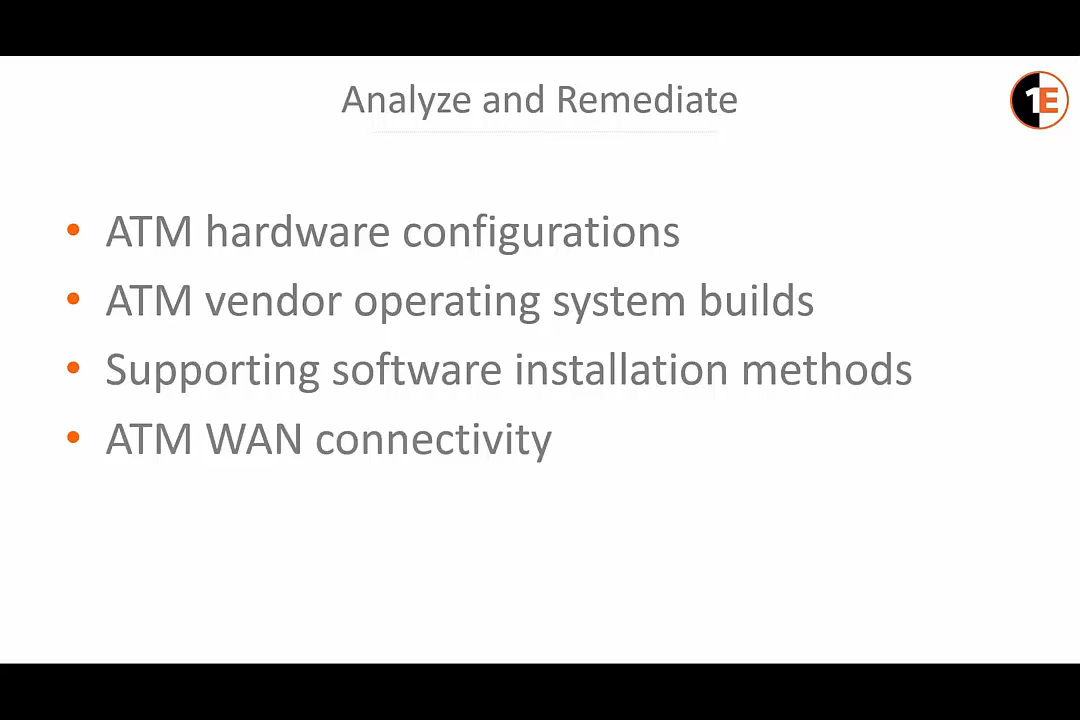 Analyze and Remediate
1E
• ATM hardware configurations
• ATM vendor operating system builds
• Supporting software installation methods
• ATM WAN connectivity